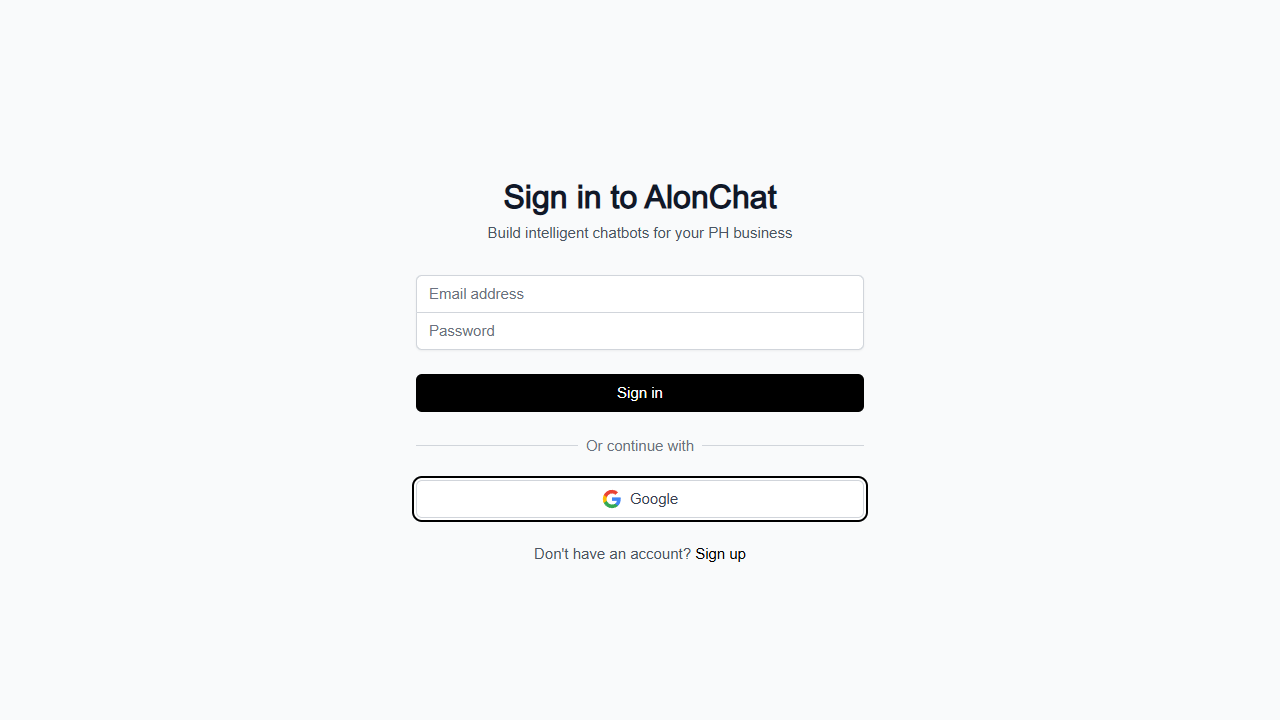 Sign in to AlonChat
Build intelligent chatbots for your PH business
Email address
Password
Sign in
Or continue with
Google
Don't have an account? Sign up